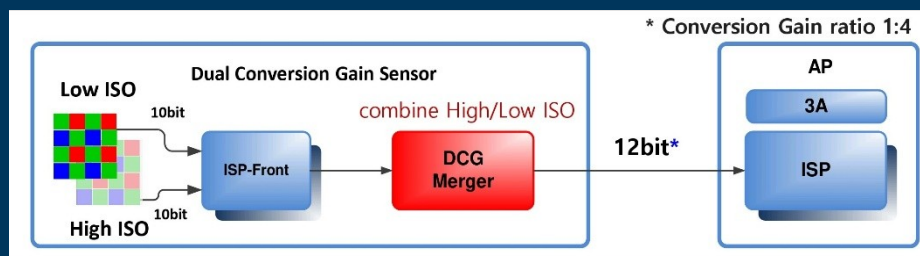 * Conversion Gain ratio 1:4
Dual Conversion Gain Sensor
AP
Low ISO
10bit
combine High/Low ISO
3A
ISP-Front
DCG
Merger
12bit*
ISP
10bit
High ISO